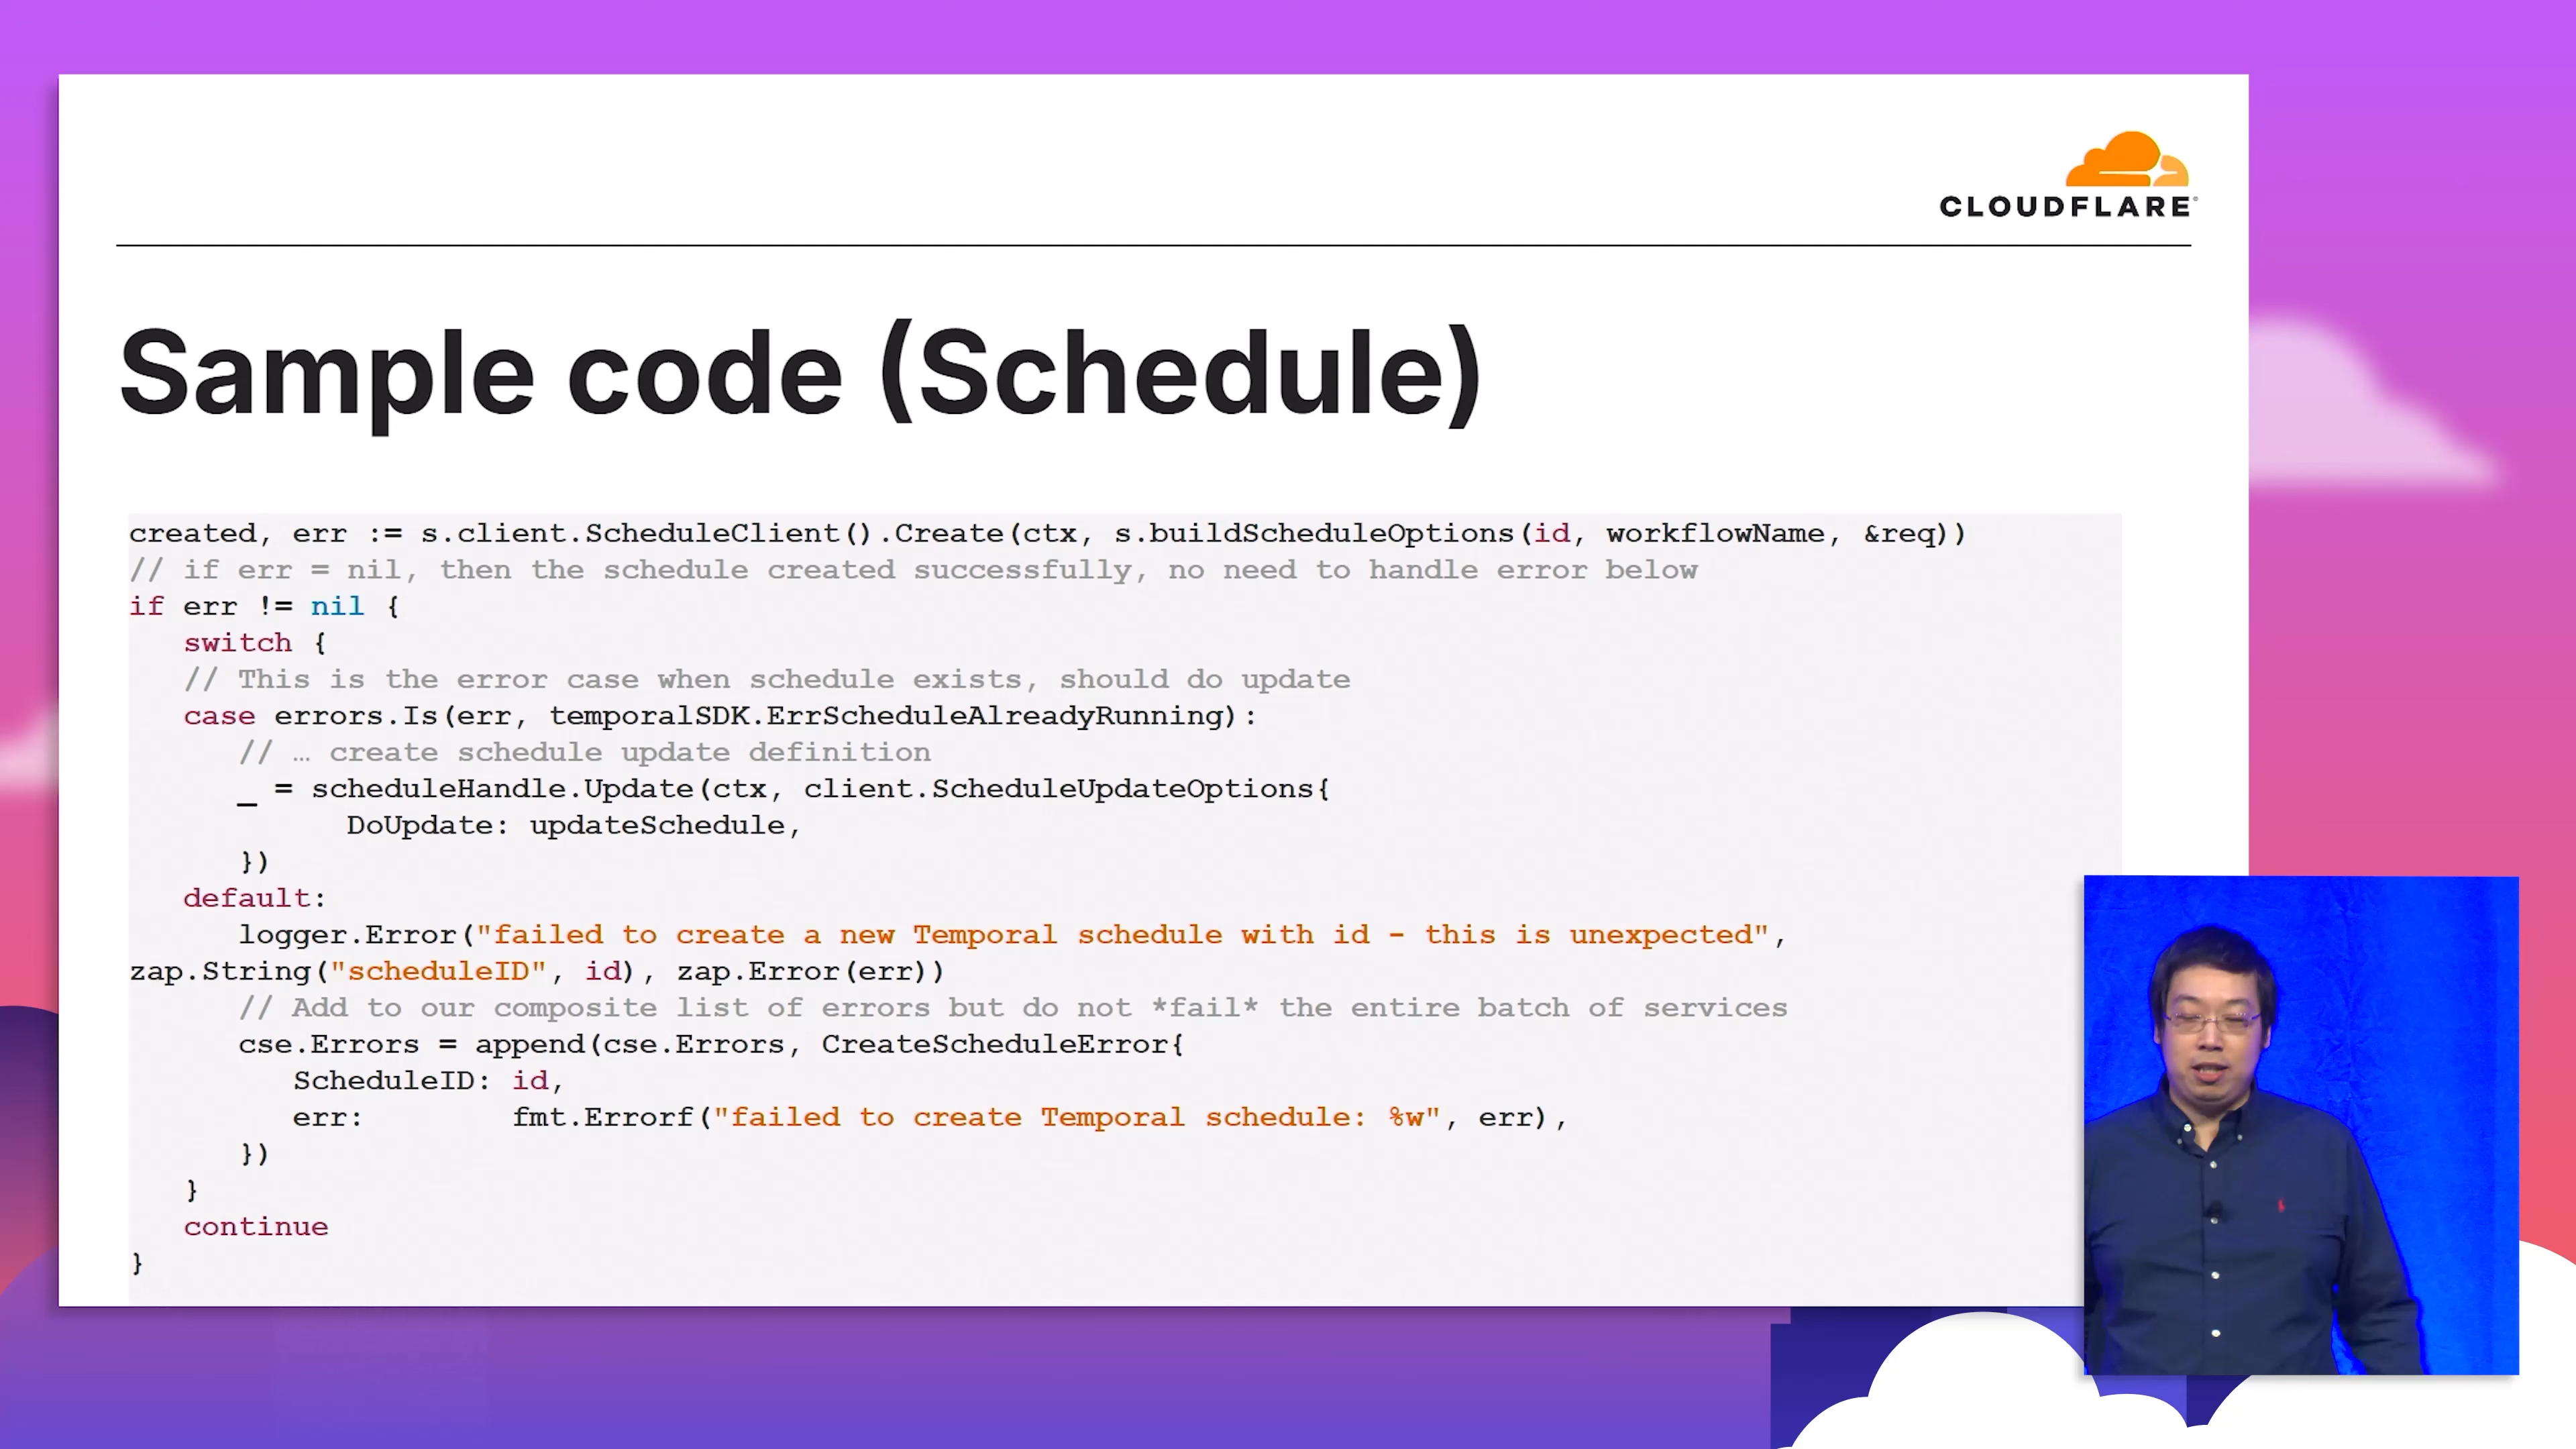 CLOUDFLARE
Sample code (Schedule)
created, err := s.client.ScheduleClient().Create(ctx, s.buildScheduleOptions(id, workflowName, &req))
// if err = nil, then the schedule created successfully, no need to handle error below
if err != nil {
   switch {
   // This is the error case when schedule exists, should do update
   case errors.Is(err, temporalSDK.ErrScheduleAlreadyRunning):
      // … create schedule update definition
      _ = scheduleHandle.Update(ctx, client.ScheduleUpdateOptions{
            DoUpdate: updateSchedule,
      })
   default:
      logger.Error("failed to create a new Temporal schedule with id - this is unexpected",
zap.String("scheduleID", id), zap.Error(err))
      // Add to our composite list of errors but do not *fail* the entire batch of services
      cse.Errors = append(cse.Errors, CreateScheduleError{
         ScheduleID: id,
         err:        fmt.Errorf("failed to create Temporal schedule: %w", err),
      })
   }
   continue
}